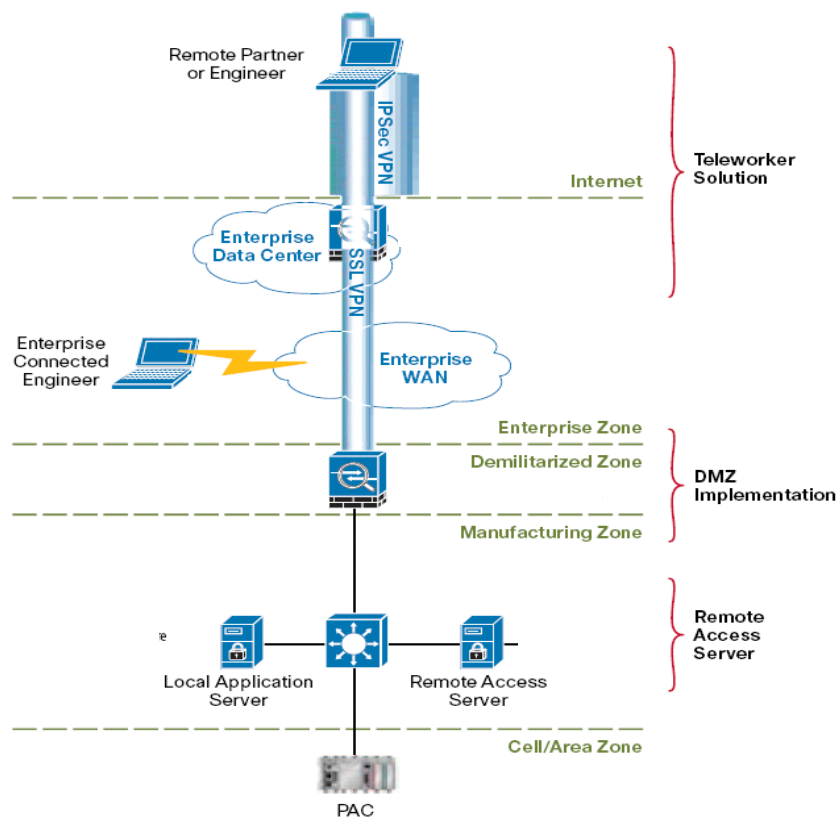 Remote Partner
or Engineer
IPSec VPN
Internet
Teleworker
Solution
Enterprise
Data Center
SSL VPN
Enterprise
Connected
Engineer
Enterprise
WAN
Enterprise Zone
Demilitarized Zone
DMZ
Implementation
Manufacturing Zone
Remote
Access
Server
re
Local Application
Server
Remote Access
Server
Cell/Area Zone
PAC